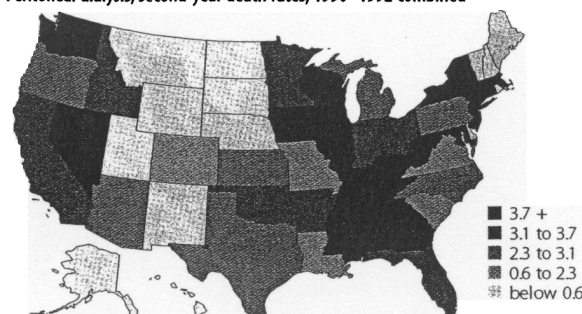 Peritoneal dialysis, second year death rates, 1990–1992 combined
3.7 +
3.1 to 3.7
2.3 to 3.1
0.6 to 2.3
below 0.6